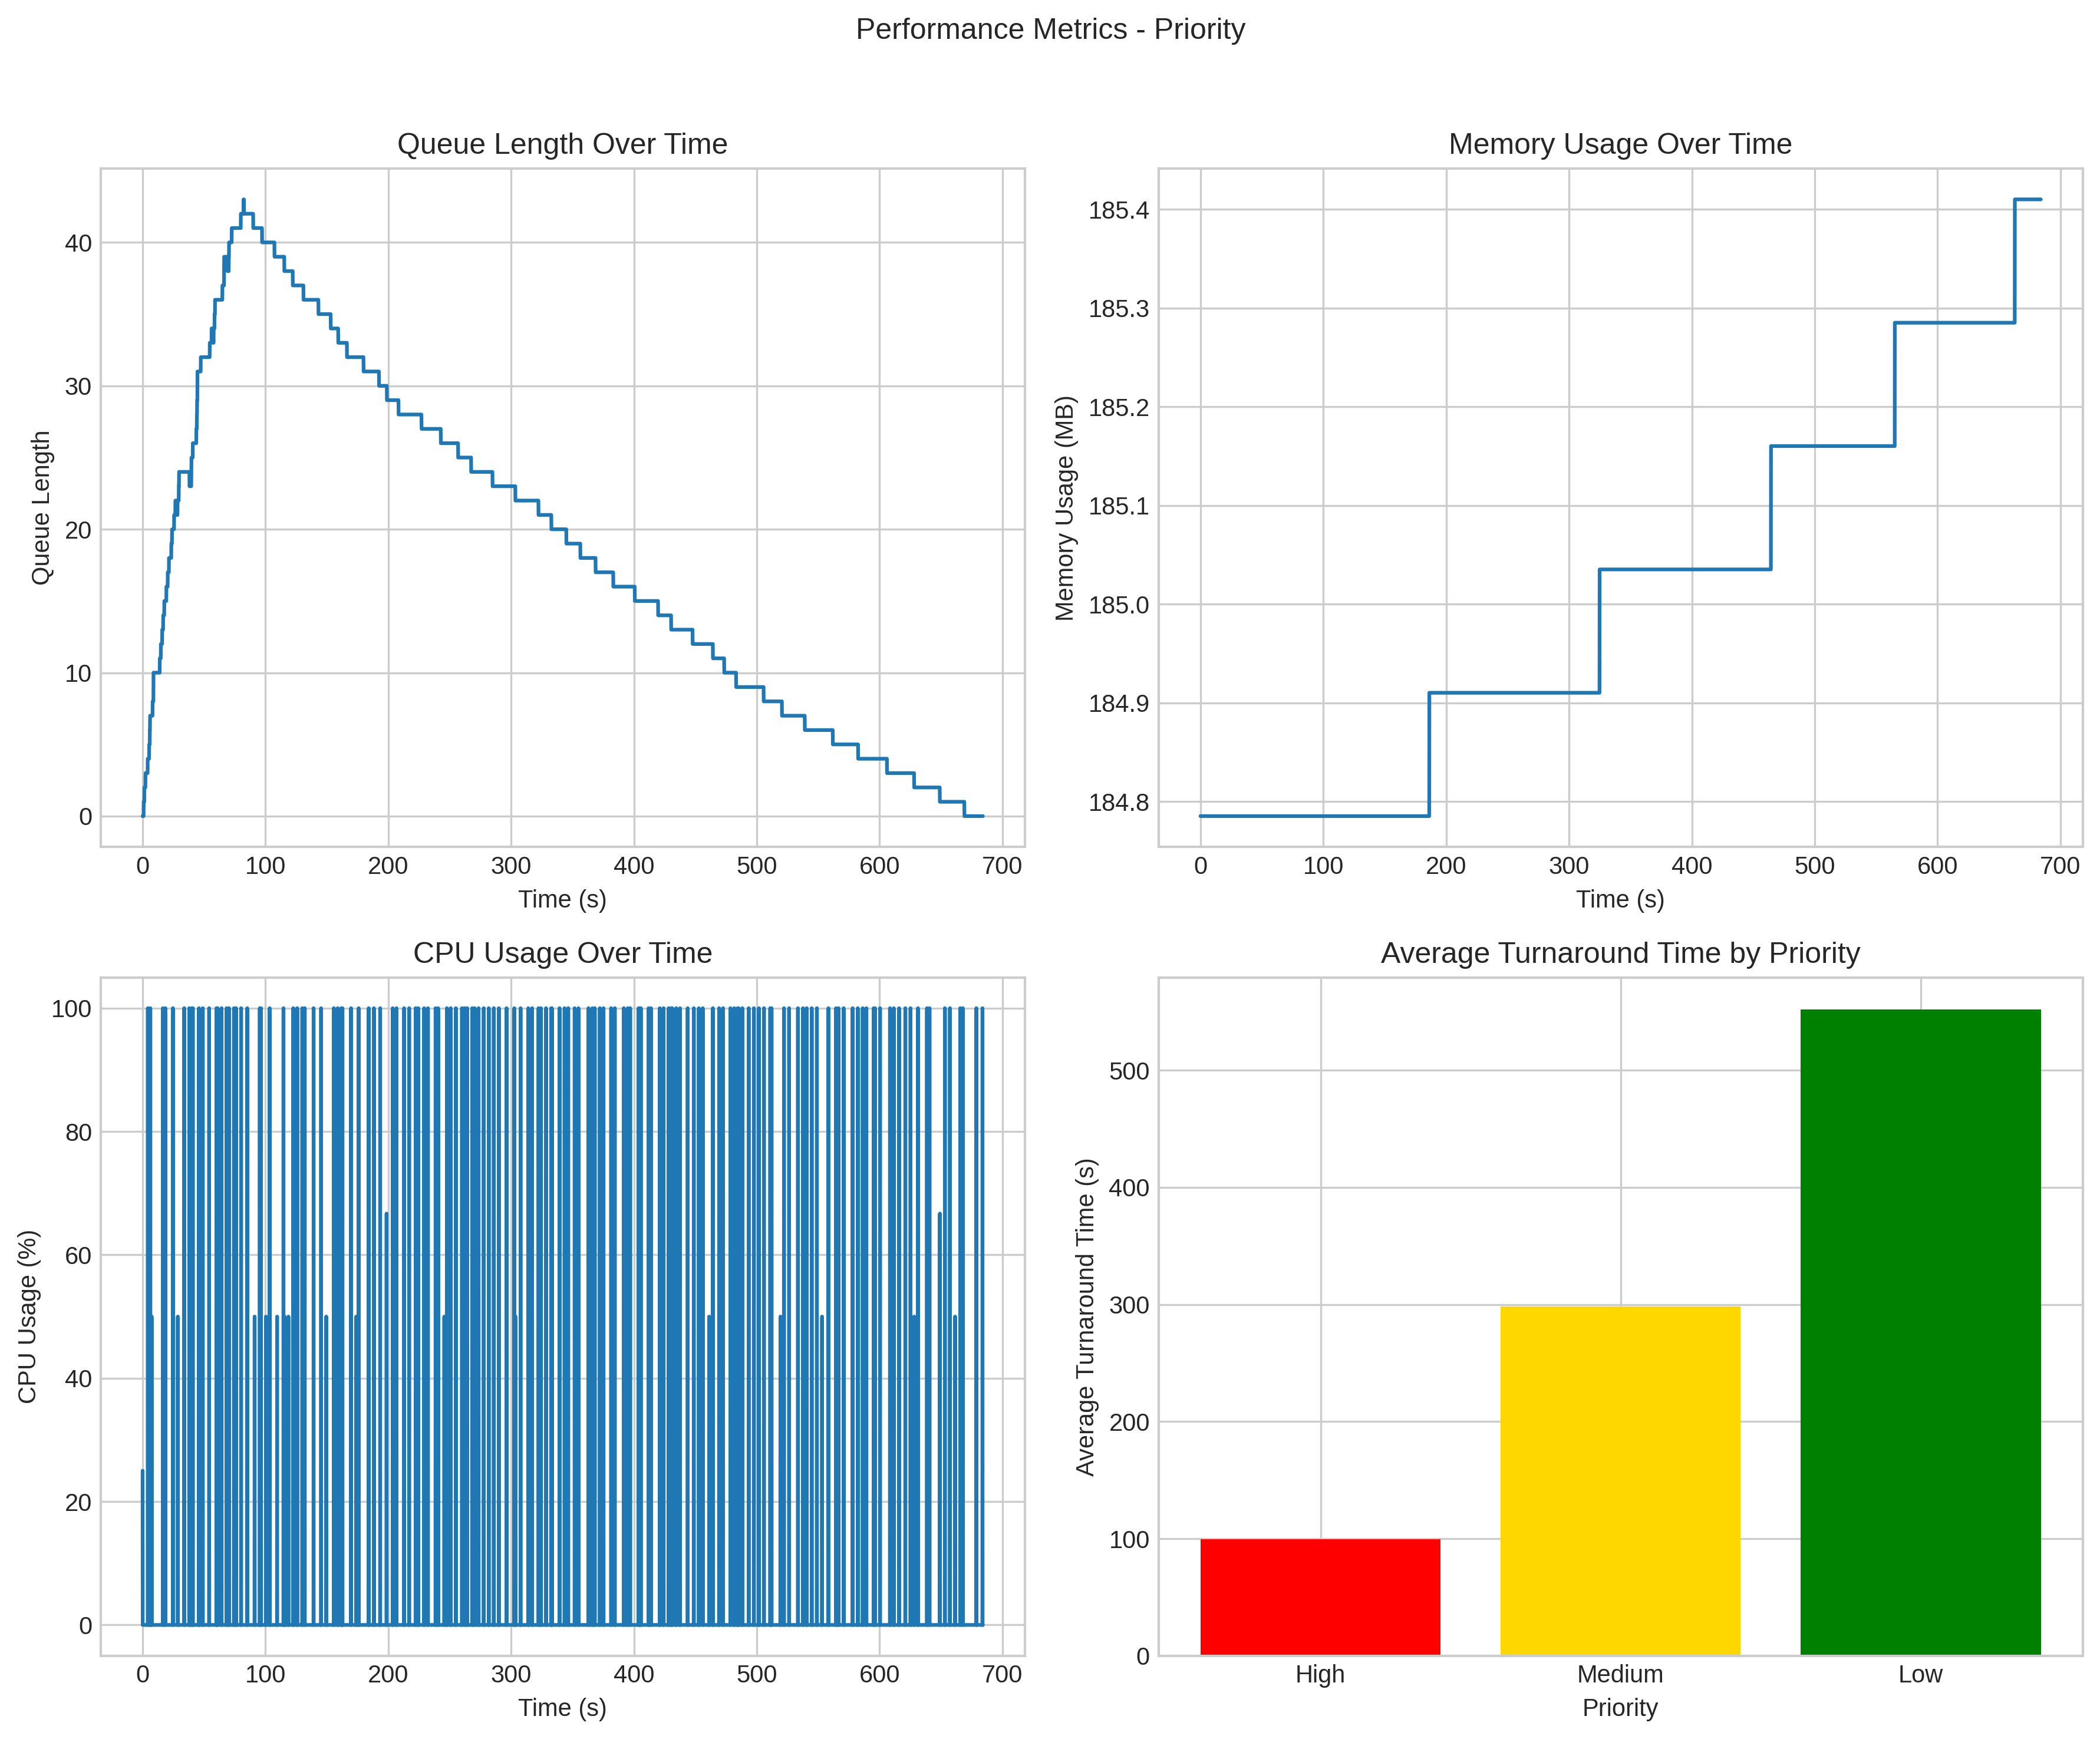 Performance Metrics - Priority
Queue Length Over Time
Queue Length
40
30
20
10
0
0 100 200 300 400 500 600 700
Time (s)
Memory Usage Over Time
Memory Usage (MB)
185.4
185.3
185.2
185.1
185.0
184.9
184.8
0 100 200 300 400 500 600 700
Time (s)
CPU Usage Over Time
CPU Usage (%)
100
80
60
40
20
0
0 100 200 300 400 500 600 700
Time (s)
Average Turnaround Time by Priority
Average Turnaround Time (s)
500
400
300
200
100
0
High Medium Low
Priority